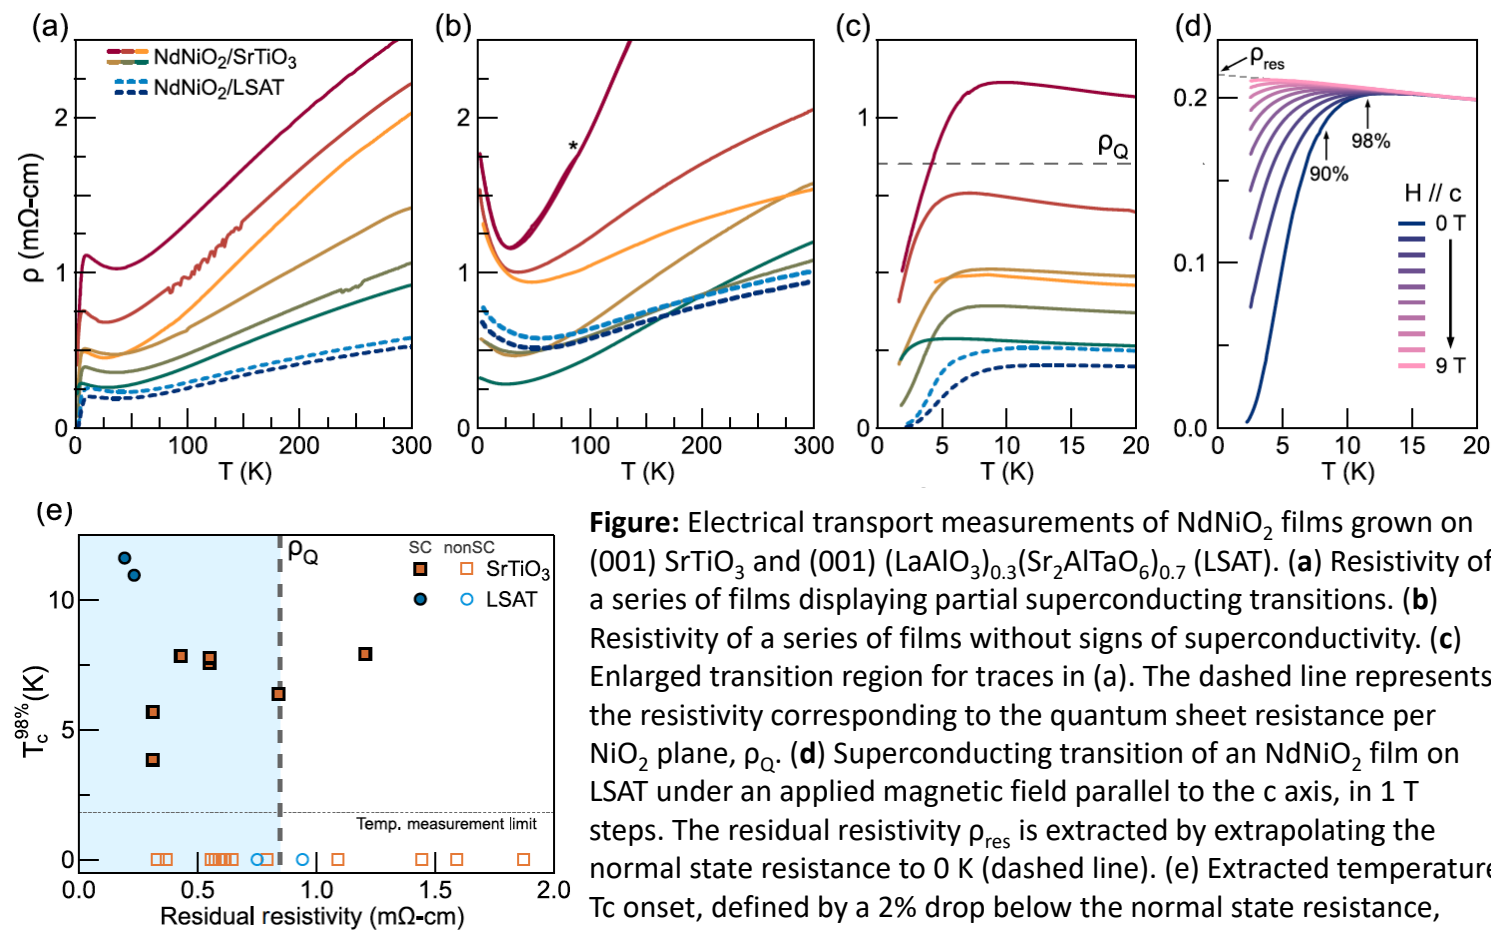 (a)
NdNiO₂/SrTiO₃
NdNiO₂/LSAT
2
1
0
ρ (mΩ-cm)
0 100 200 300
T (K)
(b)
*
2
1
0
0 100 200 300
T (K)
(c)
ρQ
1
0
0 5 10 15 20
T (K)
(d)
ρres
98%
90%
H // c
0 T
9 T
0.2
0.1
0.0
0 5 10 15 20
T (K)
(e)
ρQ
SC nonSC
SrTiO₃
LSAT
Temp. measurement limit
10
5
0
Tc98%(K)
0.0 0.5 1.0 1.5 2.0
Residual resistivity (mΩ-cm)
Figure: Electrical transport measurements of NdNiO₂ films grown on
(001) SrTiO₃ and (001) (LaAlO₃)₀.₃(Sr₂AlTaO₆)₀.₇ (LSAT). (a) Resistivity of
a series of films displaying partial superconducting transitions. (b)
Resistivity of a series of films without signs of superconductivity. (c)
Enlarged transition region for traces in (a). The dashed line represents
the resistivity corresponding to the quantum sheet resistance per
NiO₂ plane, ρQ. (d) Superconducting transition of an NdNiO₂ film on
LSAT under an applied magnetic field parallel to the c axis, in 1 T
steps. The residual resistivity ρres is extracted by extrapolating the
normal state resistance to 0 K (dashed line). (e) Extracted temperature
Tc onset, defined by a 2% drop below the normal state resistance,